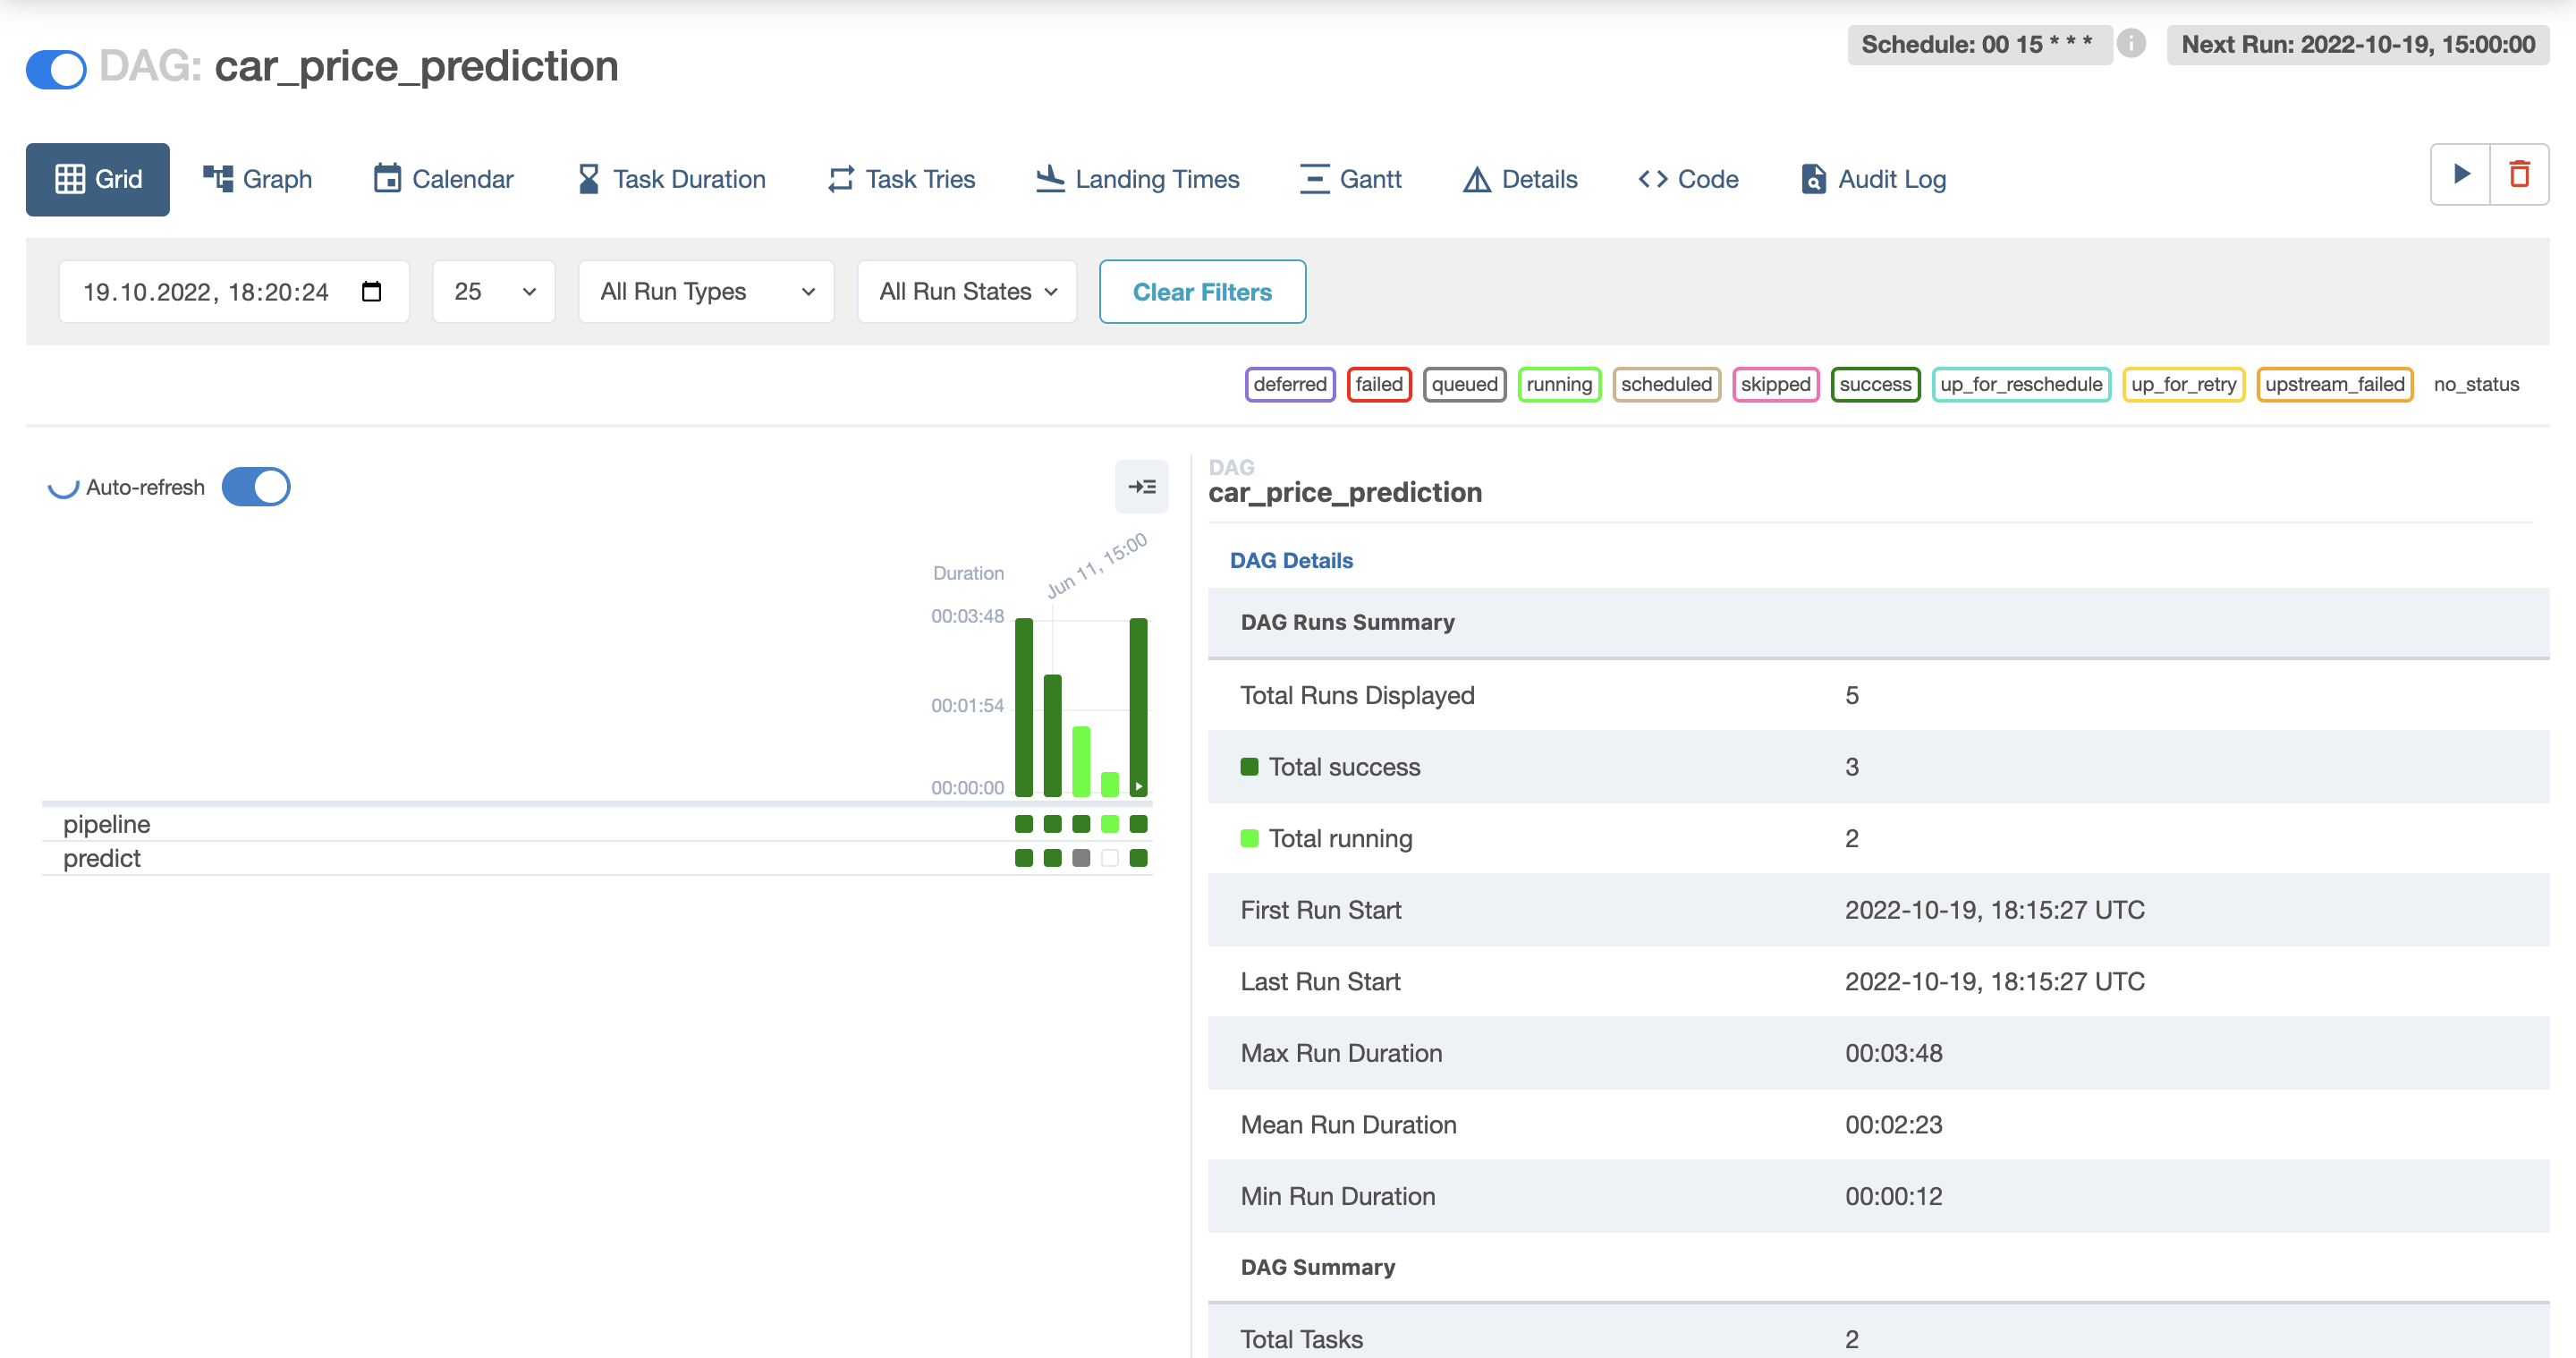 DAG: car_price_prediction
Schedule: 00 15 * * *
i
Next Run: 2022-10-19, 15:00:00
Grid
Graph
Calendar
Task Duration
Task Tries
Landing Times
Gantt
Details
Code
Audit Log
19.10.2022, 18:20:24
25
All Run Types
All Run States
Clear Filters
deferred
failed
queued
running
scheduled
skipped
success
up_for_reschedule
up_for_retry
upstream_failed
no_status
Auto-refresh
Duration
Jun 11, 15:00
00:03:48
00:01:54
00:00:00
pipeline
predict
DAG
car_price_prediction
DAG Details
DAG Runs Summary
Total Runs Displayed 5
Total success 3
Total running 2
First Run Start 2022-10-19, 18:15:27 UTC
Last Run Start 2022-10-19, 18:15:27 UTC
Max Run Duration 00:03:48
Mean Run Duration 00:02:23
Min Run Duration 00:00:12
DAG Summary
Total Tasks 2